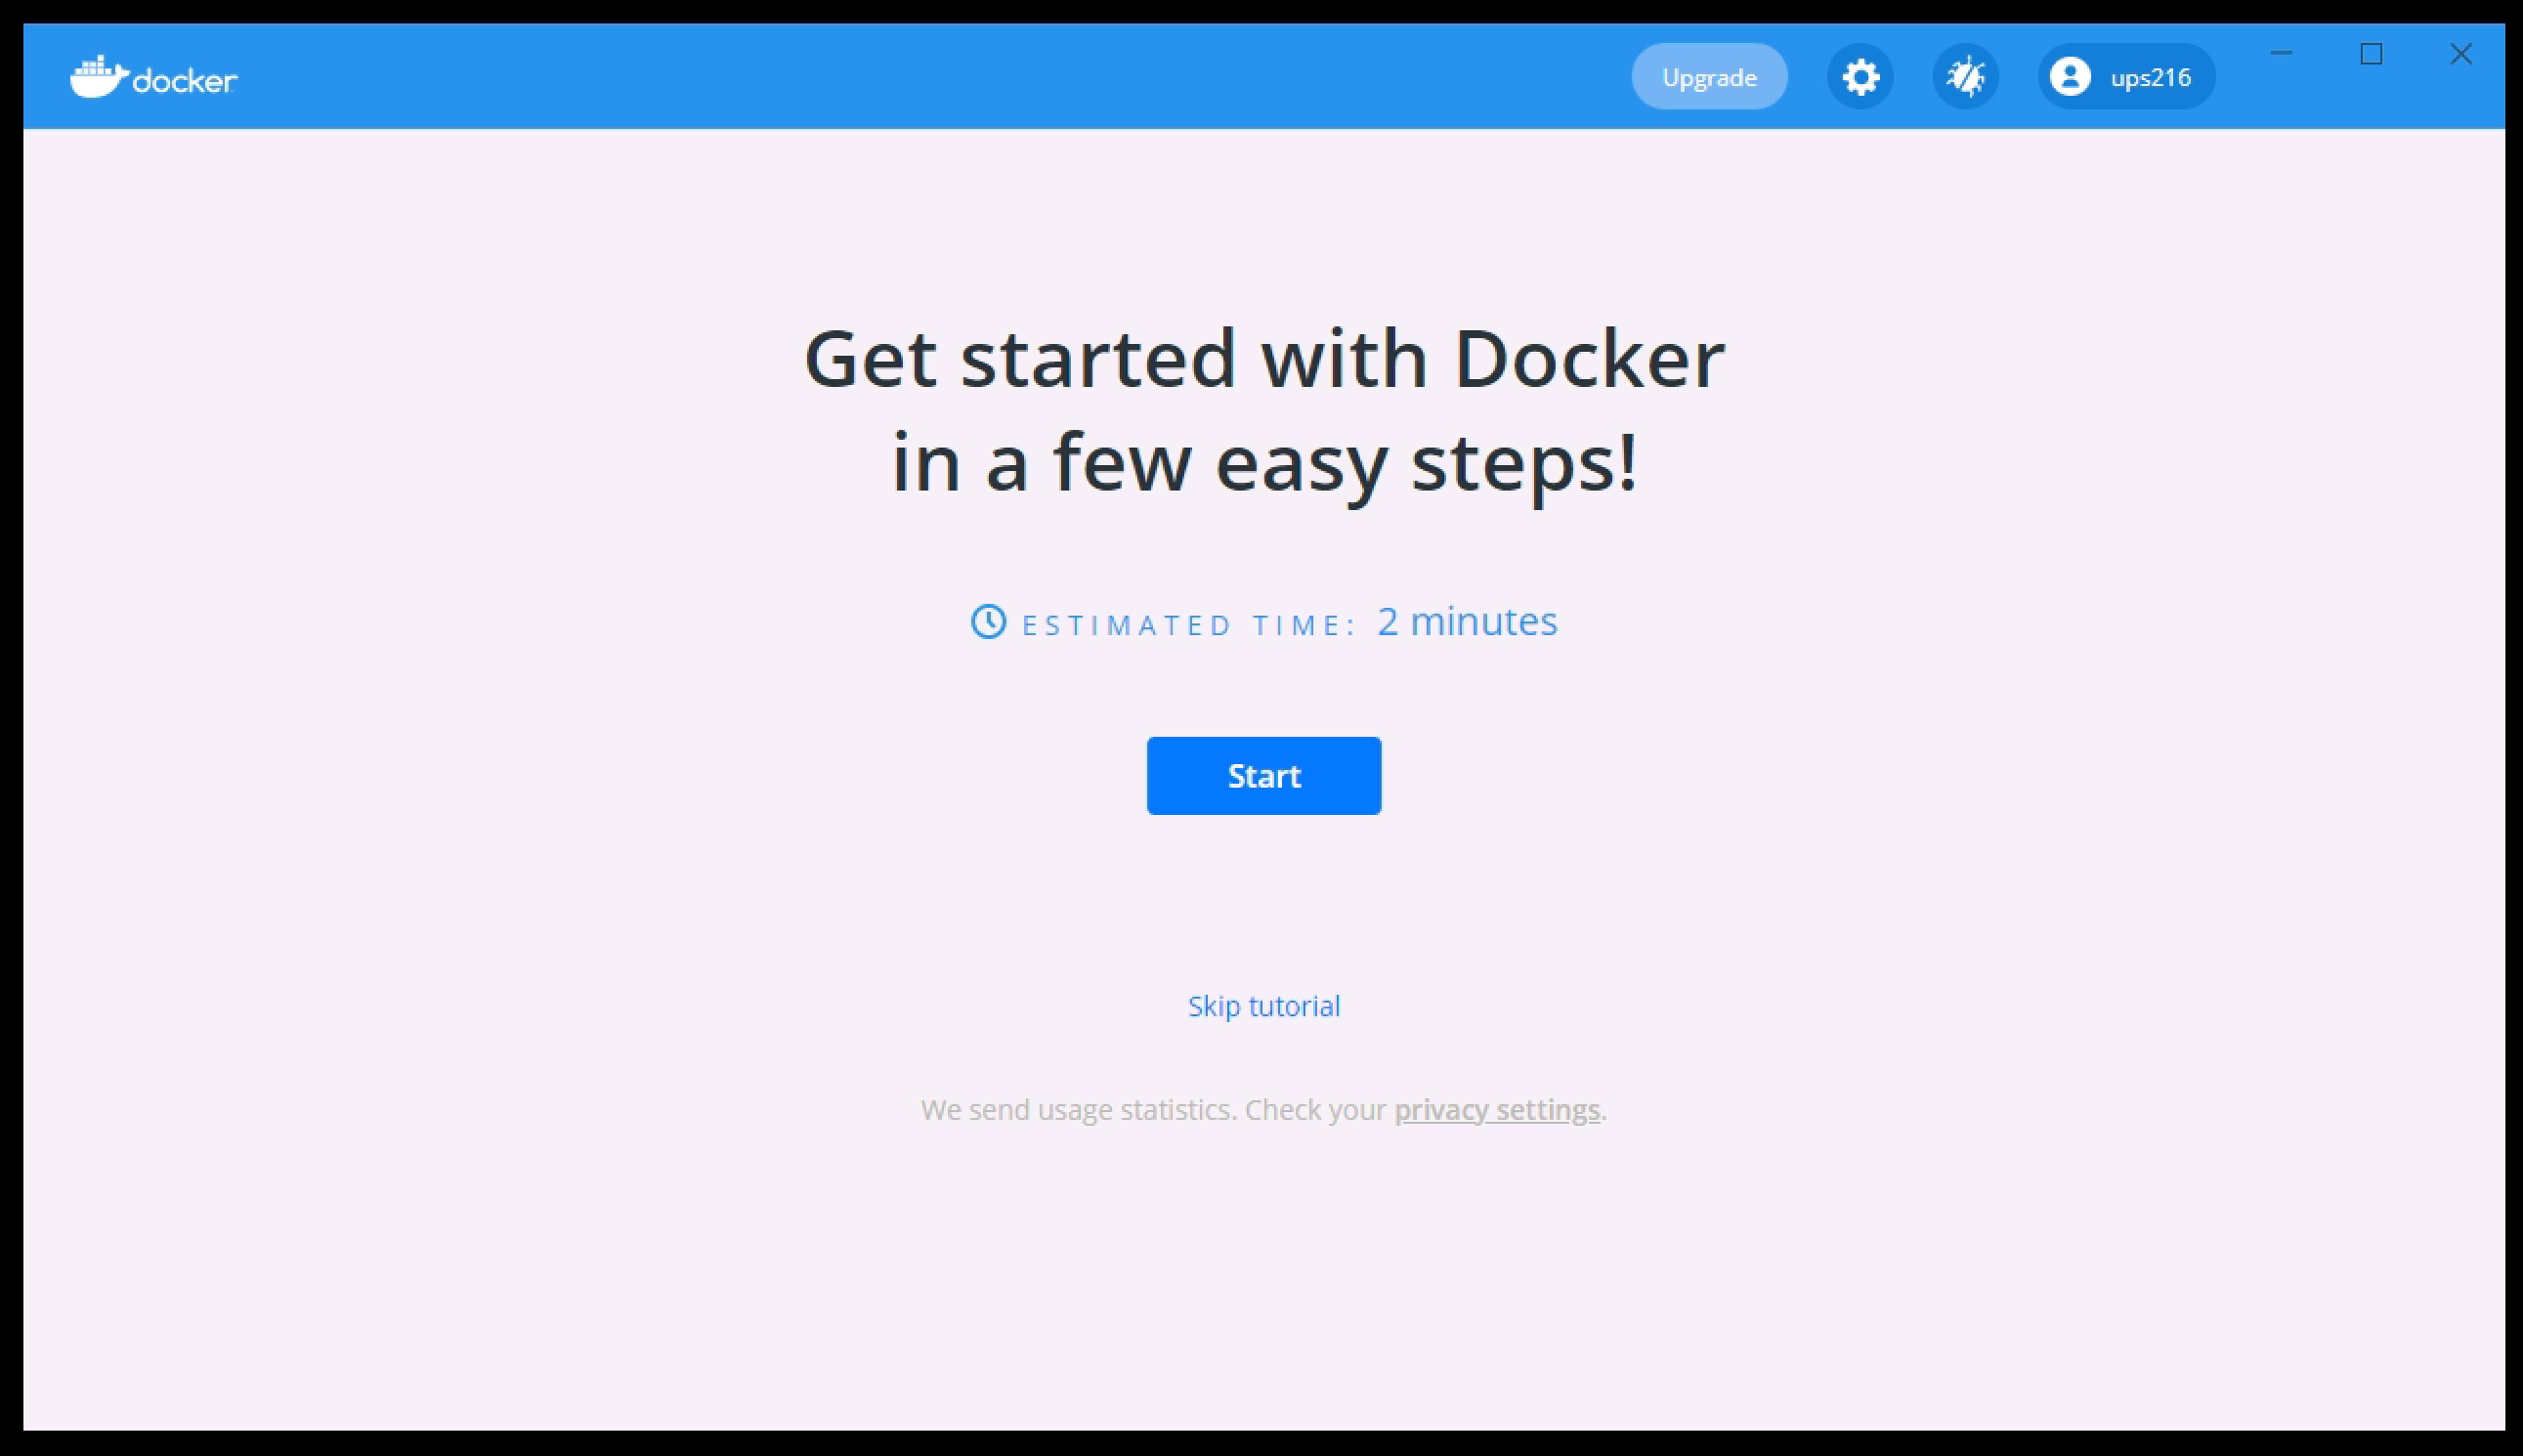 docker
Upgrade
ups216
Get started with Docker
in a few easy steps!
ESTIMATED TIME: 2 minutes
Start
Skip tutorial
We send usage statistics. Check your privacy settings.